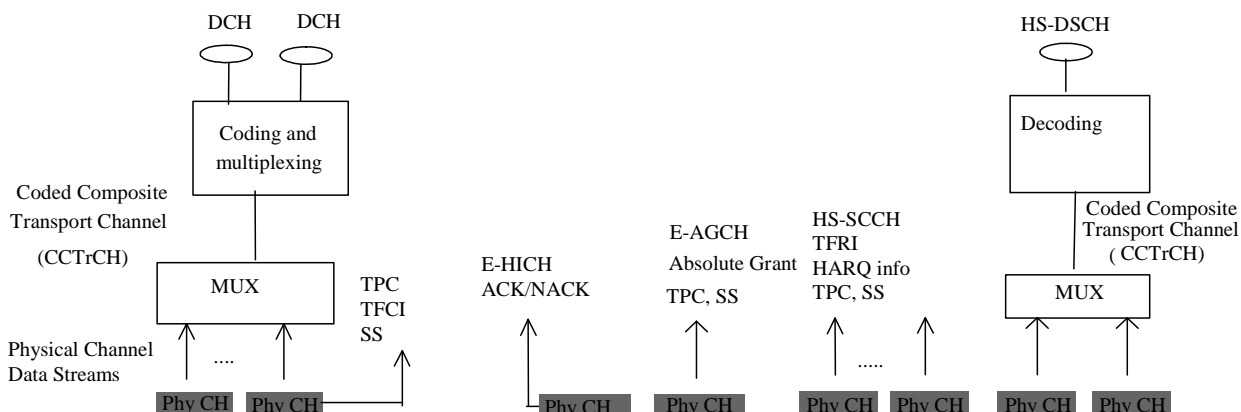 DCH
DCH
HS-DSCH
Coding and
multiplexing
Decoding
Coded Composite
Transport Channel
(CCTrCH)
Coded Composite
Transport Channel
( CCTrCH)
MUX
TPC
TFCI
SS
E-HICH
ACK/NACK
E-AGCH
Absolute Grant
TPC, SS
HS-SCCH
TFRI
HARQ info
TPC, SS
MUX
Physical Channel
Data Streams
....
.....
Phy CH
Phy CH
Phy CH
Phy CH
Phy CH
Phy CH
Phy CH
Phy CH